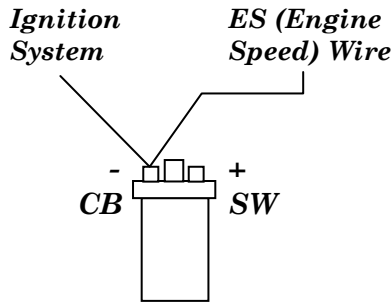 Ignition
System
ES (Engine
Speed) Wire
- +
CB SW